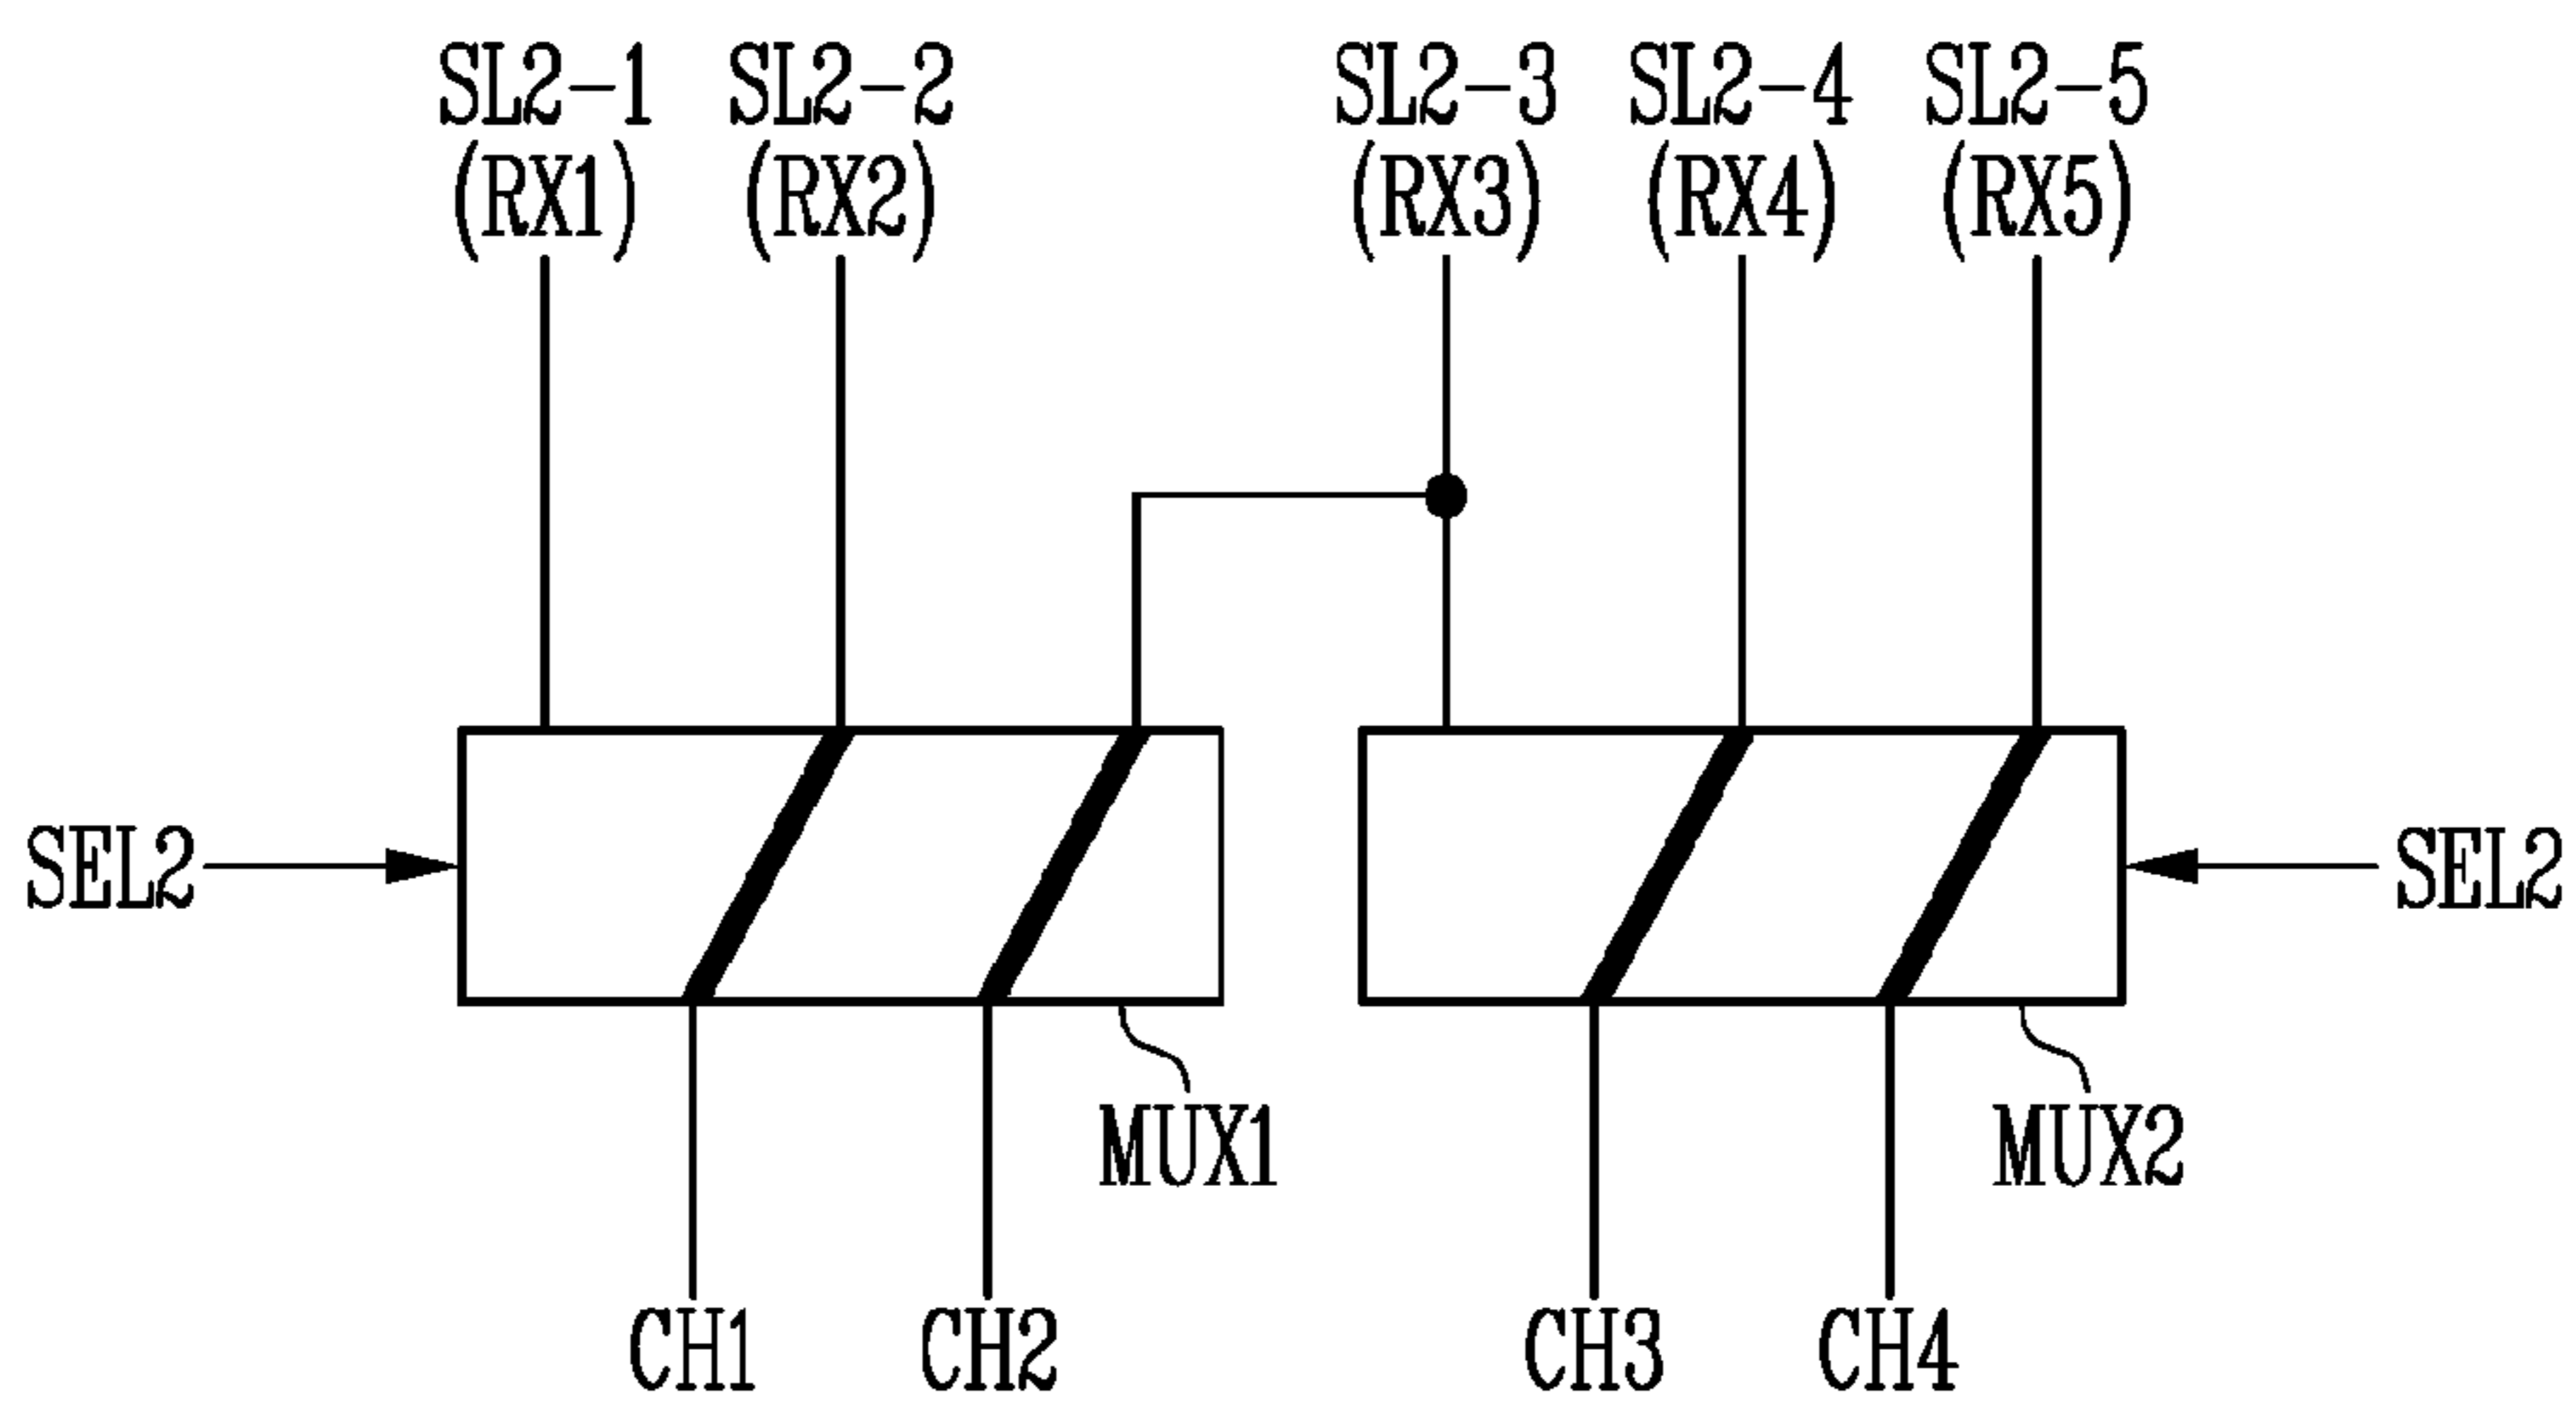 SL2-1 SL2-2 SL2-3 SL2-4 SL2-5
(RX1) (RX2) (RX3) (RX4) (RX5)
SEL2 SEL2
MUX1 MUX2
CH1 CH2 CH3 CH4